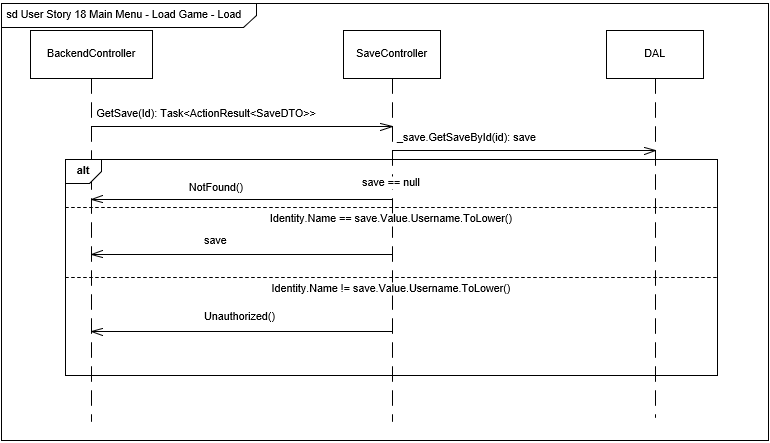 sd User Story 18 Main Menu - Load Game - Load
BackendController
SaveController
DAL
GetSave(Id): Task<ActionResult<SaveDTO>>
_save.GetSaveById(id): save
alt
save == null
NotFound()
Identity.Name == save.Value.Username.ToLower()
save
Identity.Name != save.Value.Username.ToLower()
Unauthorized()